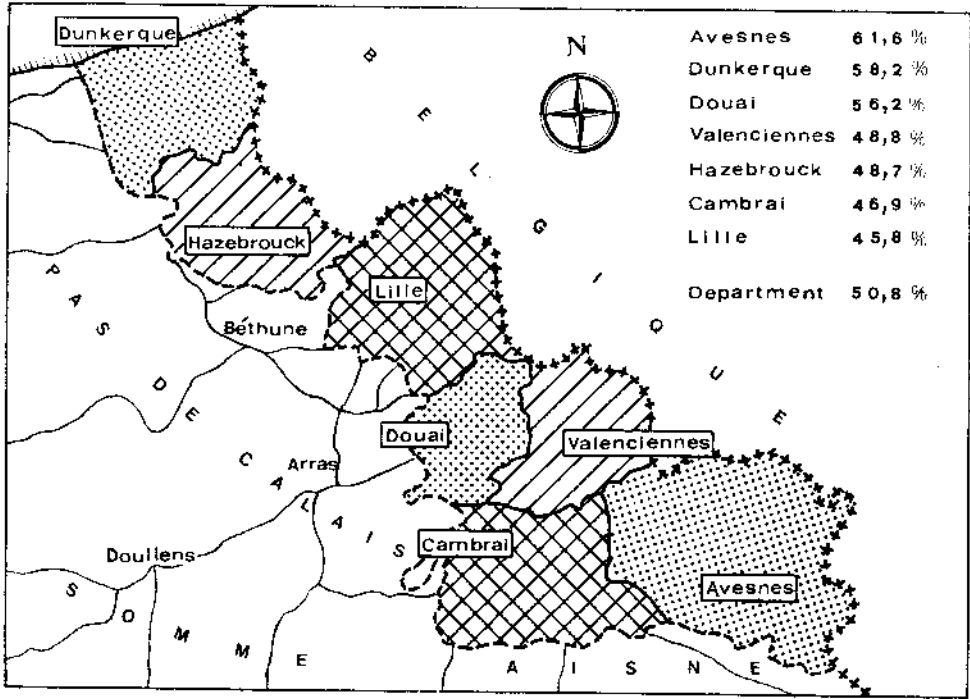 Dunkerque
N
Avesnes 61,6 %
Dunkerque 58,2 %
Douai 56,2 %
Valenciennes 48,8 %
Hazebrouck 48,7 %
Cambrai 46,9 %
Lille 45,8 %
Department 50,8 %
BELGIQUE
Hazebrouck
Lille
Béthune
PAS DE CALAIS
Douai
Valenciennes
Arras
Cambrai
Doullens
Avesnes
SOMME
AISNE